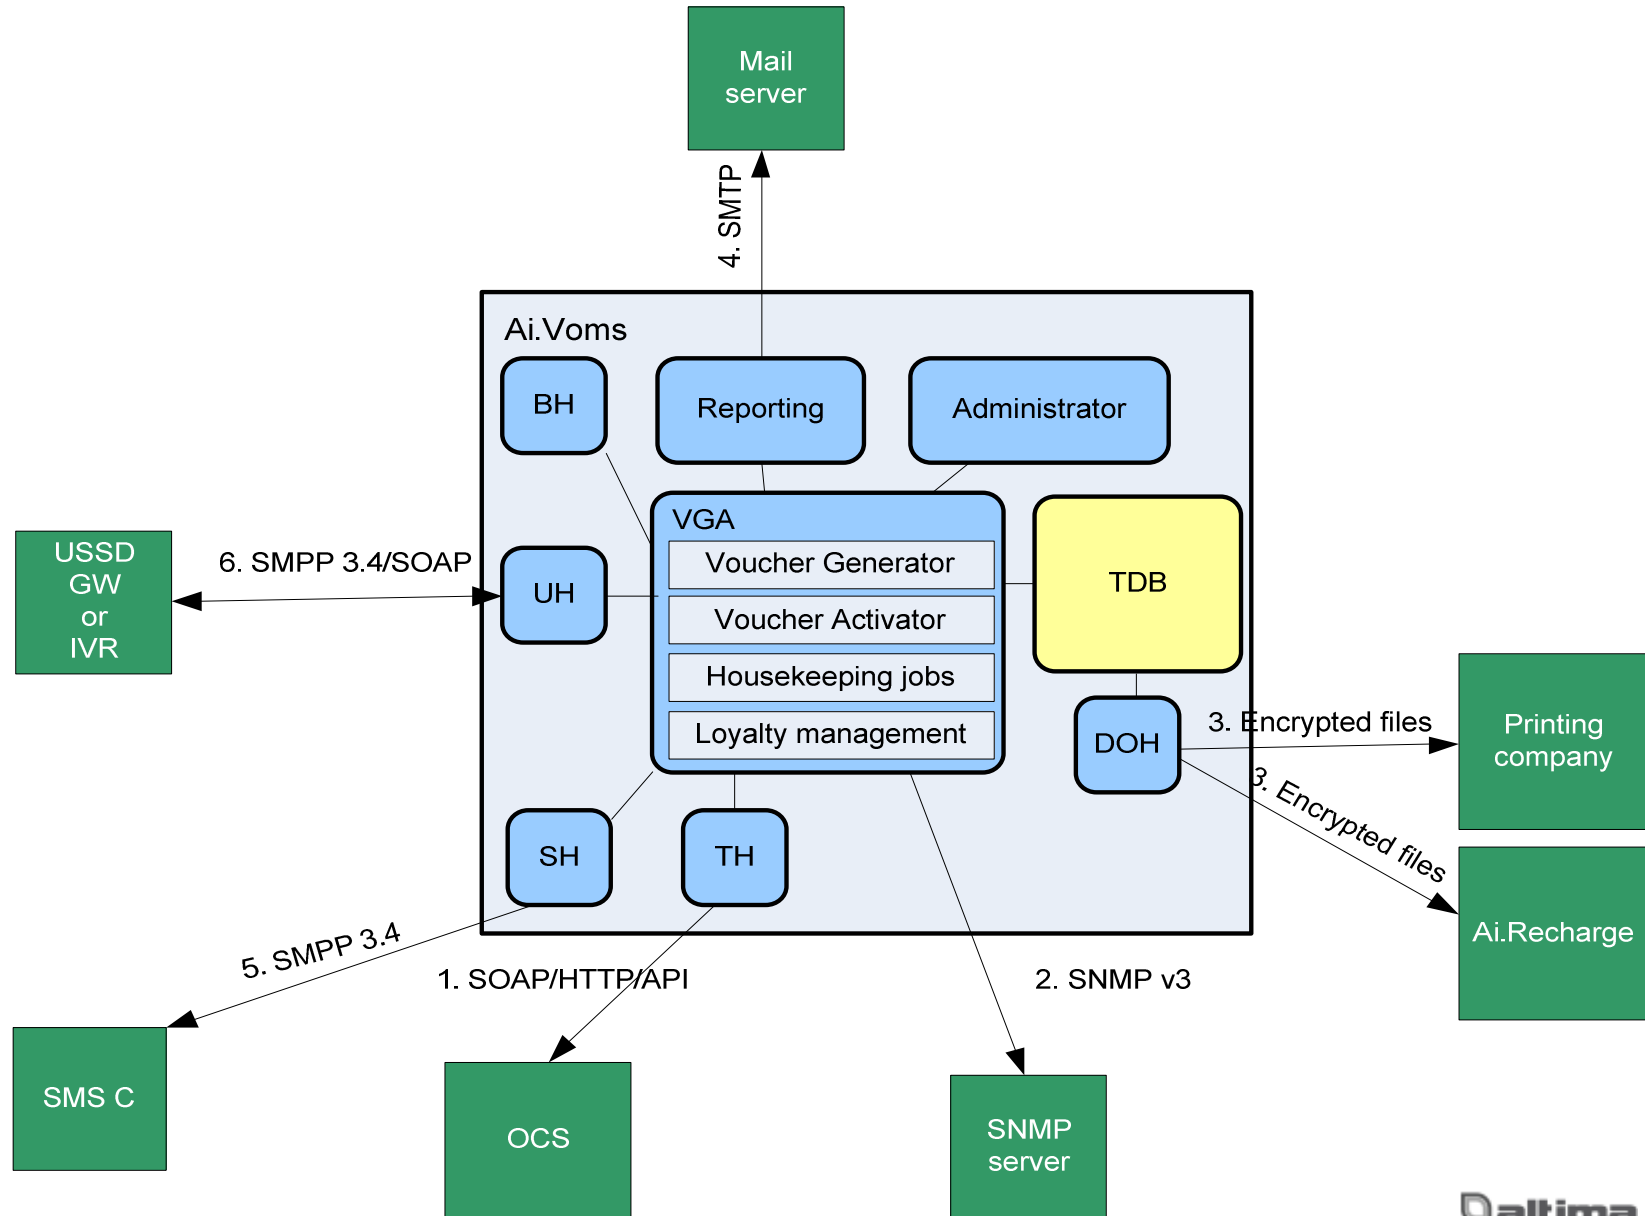 Mail
server
4. SMTP
Ai.Voms
BH
Reporting
Administrator
VGA
Voucher Generator
Voucher Activator
Housekeeping jobs
Loyalty management
TDB
USSD
GW
or
IVR
6. SMPP 3.4/SOAP
UH
DOH
3. Encrypted files
Printing
company
3. Encrypted files
Ai.Recharge
SH
TH
5. SMPP 3.4
1. SOAP/HTTP/API
2. SNMP v3
SMS C
OCS
SNMP
server
altima